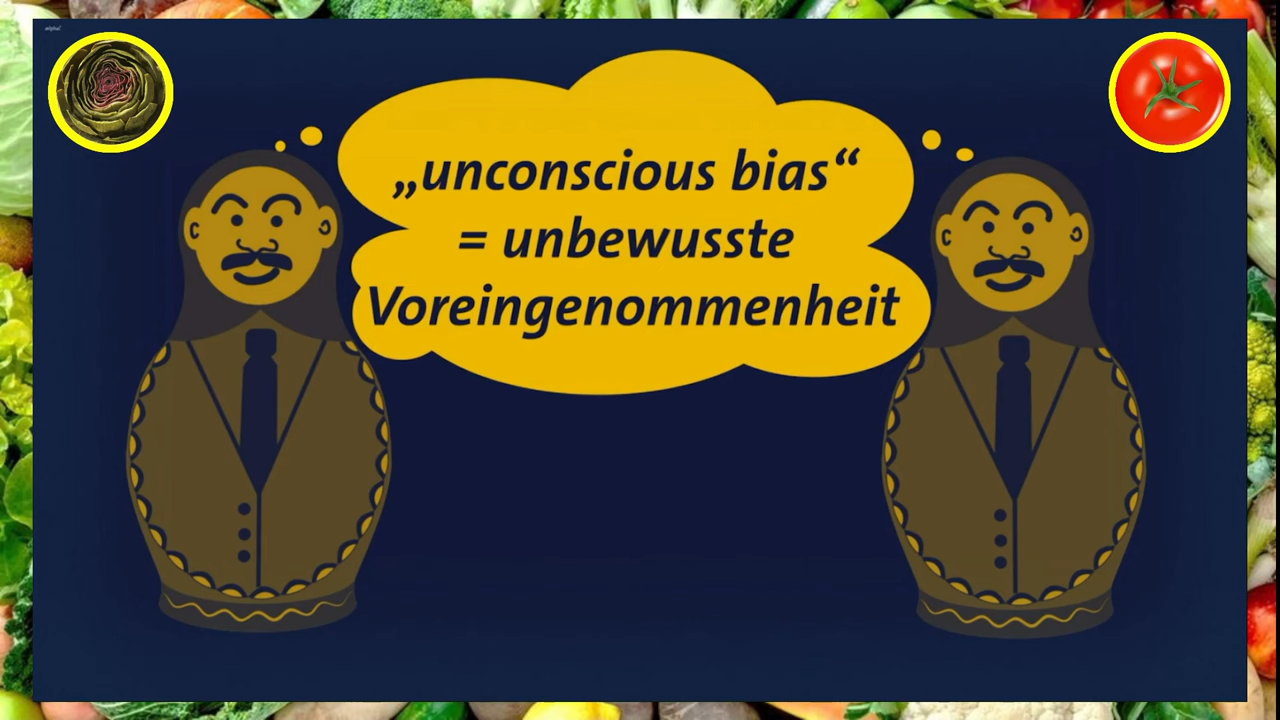 „unconscious bias“
= unbewusste
Voreingenommenheit